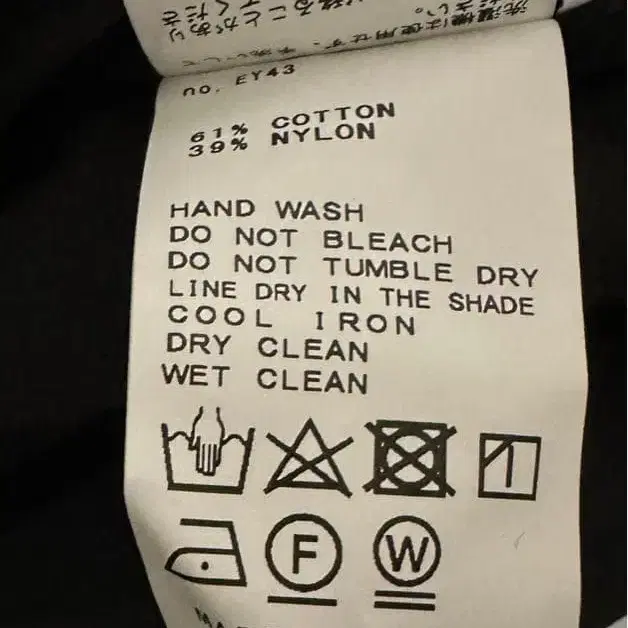 no. EY43
61% COTTON
39% NYLON
HAND WASH
DO NOT BLEACH
DO NOT TUMBLE DRY
LINE DRY IN THE SHADE
COOL IRON
DRY CLEAN
WET CLEAN
F W